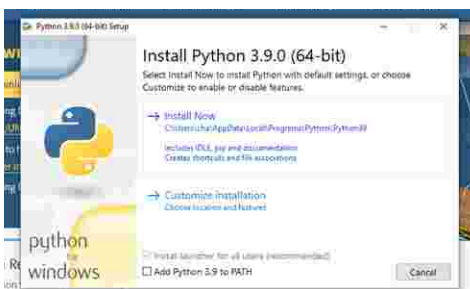 Python 3.9.0 (64-bit) Setup
Install Python 3.9.0 (64-bit)
Select Install Now to install Python with default settings, or choose
Customize to enable or disable features.
→ Install Now
Includes IDLE, pip and documentation
Creates shortcuts and file associations
→ Customize installation
Choose location and features
Install launcher for all users (recommended)
Add Python 3.9 to PATH
Cancel
python
for
windows